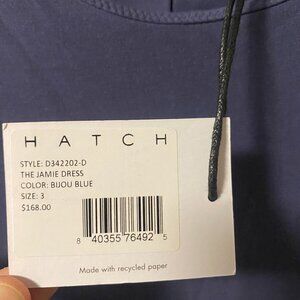 HATCH
STYLE: D342202-D
THE JAMIE DRESS
COLOR: BIJOU BLUE
SIZE: 3
$168.00
8 40355 76492 5
Made with recycled paper